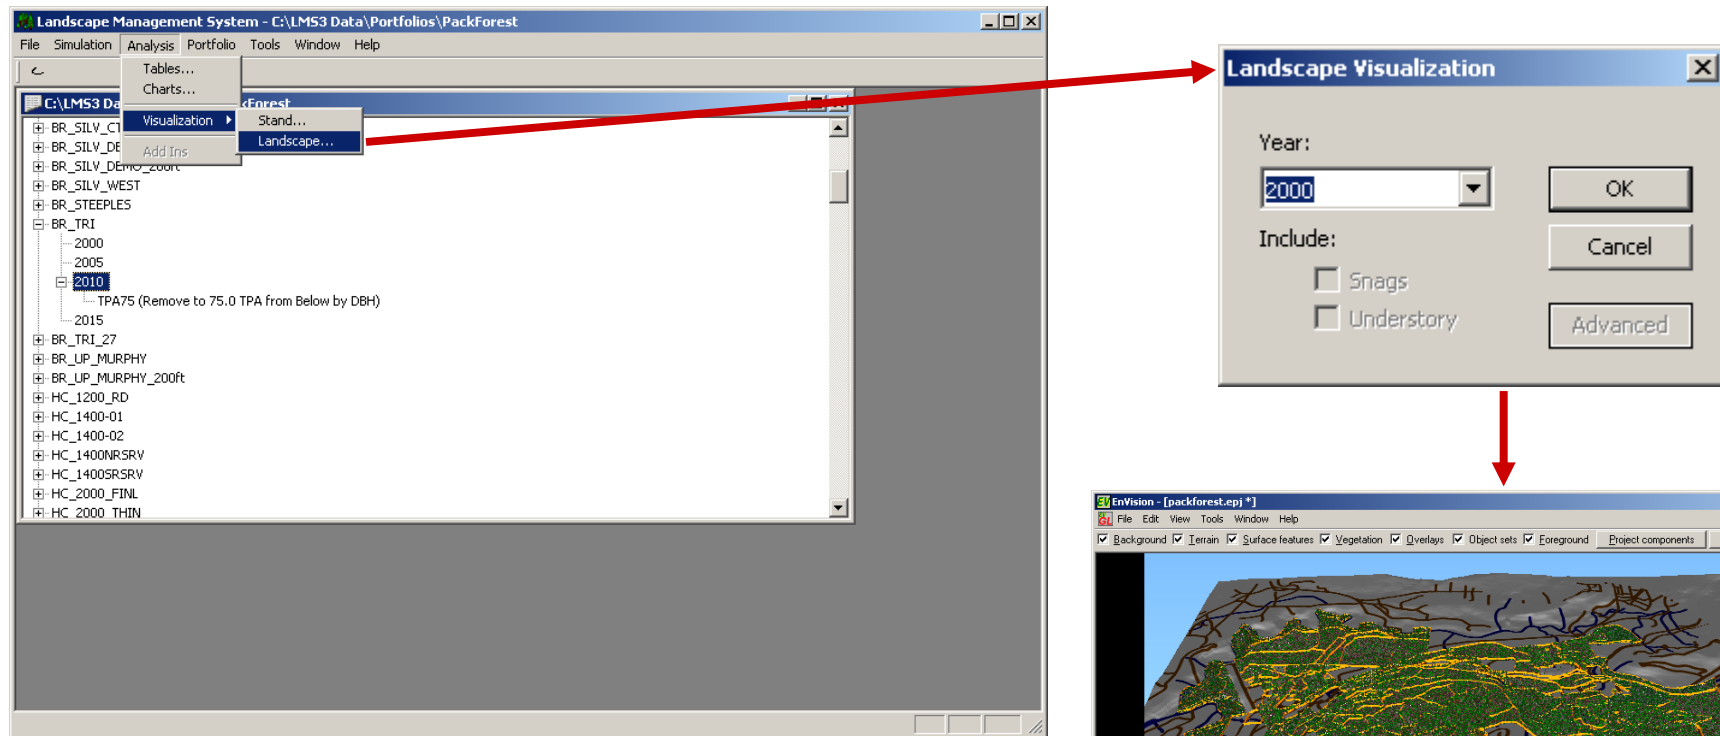 Landscape Management System - C:\LMS3 Data\Portfolios\PackForest
File Simulation Analysis Portfolio Tools Window Help
Tables...
Charts...
Visualization
Add Ins
Stand...
Landscape...
C:\LMS3 Da
kForest
BR_SILV_CT
BR_SILV_DE
BR_SILV_DEMO_200ft
BR_SILV_WEST
BR_STEEPLES
BR_TRI
2000
2005
2010
TPA75 (Remove to 75.0 TPA from Below by DBH)
2015
BR_TRI_27
BR_UP_MURPHY
BR_UP_MURPHY_200ft
HC_1200_RD
HC_1400-01
HC_1400-02
HC_1400NRSRV
HC_1400SRSRV
HC_2000_FINL
HC_2000_THIN
Landscape Visualization
Year:
2000
OK
Include:
Cancel
Snags
Understory
Advanced
EnVision - [packforest.epj *]
File Edit View Tools Window Help
Background Terrain Surface features Vegetation Overlays Object sets Foreground Project components